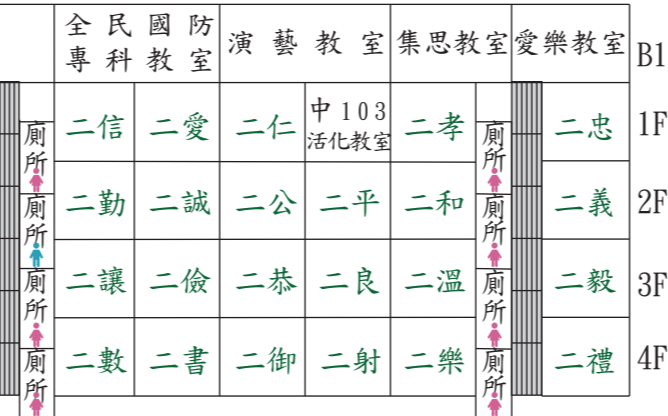 全民國防 演藝教室 集思教室 愛樂教室 B1
專科教室
廁所 二信 二愛 二仁 中103 二孝 廁所 二忠 1F
活化教室
廁所 二勤 二誠 二公 二平 二和 廁所 二義 2F
廁所 二讓 二儉 二恭 二良 二溫 廁所 二毅 3F
廁所 二數 二書 二御 二射 二樂 廁所 二禮 4F